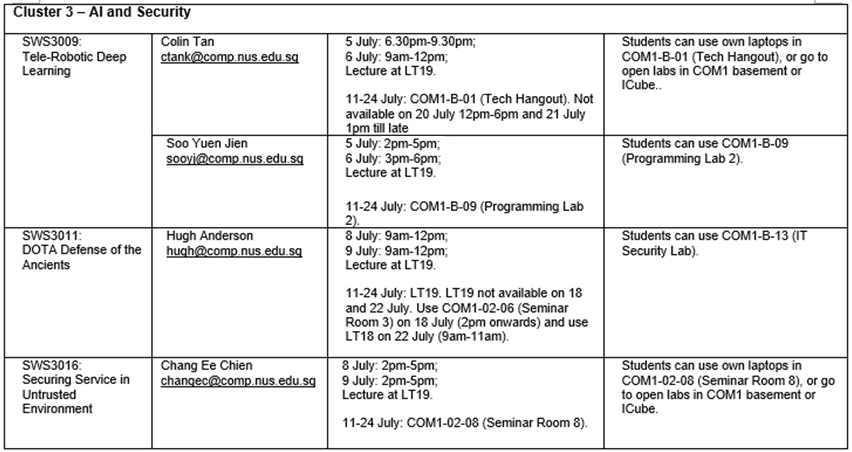 Cluster 3 – AI and Security
SWS3009:
Tele-Robotic Deep
Learning
Colin Tan
ctank@comp.nus.edu.sg
5 July: 6.30pm-9.30pm;
6 July: 9am-12pm;
Lecture at LT19.
11-24 July: COM1-B-01 (Tech Hangout). Not
available on 20 July 12pm-6pm and 21 July
1pm till late
Students can use own laptops in
COM1-B-01 (Tech Hangout), or go to
open labs in COM1 basement or
ICube..
Soo Yuen Jien
sooyj@comp.nus.edu.sg
5 July: 2pm-5pm;
6 July: 3pm-6pm;
Lecture at LT19.
11-24 July: COM1-B-09 (Programming Lab
2).
Students can use COM1-B-09
(Programming Lab 2).
SWS3011:
DOTA Defense of the
Ancients
Hugh Anderson
hugh@comp.nus.edu.sg
8 July: 9am-12pm;
9 July: 9am-12pm;
Lecture at LT19.
11-24 July: LT19. LT19 not available on 18
and 22 July. Use COM1-02-06 (Seminar
Room 3) on 18 July (2pm onwards) and use
LT18 on 22 July (9am-11am).
Students can use COM1-B-13 (IT
Security Lab).
SWS3016:
Securing Service in
Untrusted
Environment
Chang Ee Chien
changec@comp.nus.edu.sg
8 July: 2pm-5pm;
9 July: 2pm-5pm;
Lecture at LT19.
11-24 July: COM1-02-08 (Seminar Room 8).
Students can use own laptops in
COM1-02-08 (Seminar Room 8), or go
to open labs in COM1 basement or
ICube.